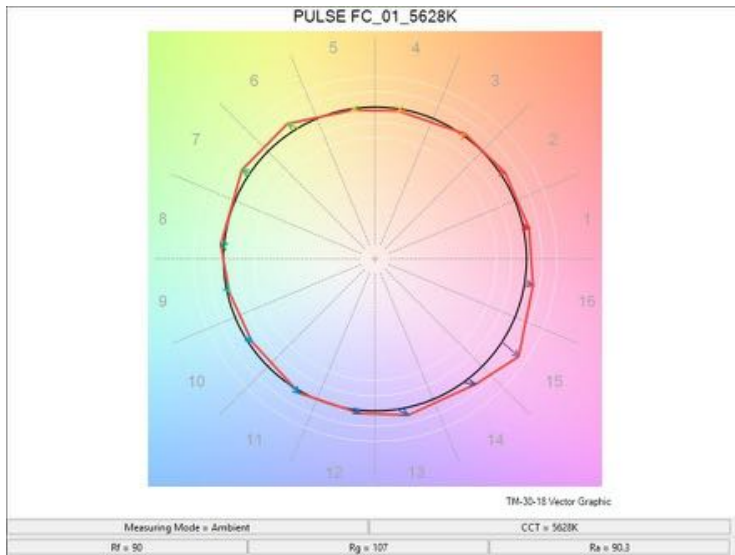 PULSE FC_01_5628K
5
4
6
3
7
2
8
1
9
16
10
15
11
14
12
13
TM-30-18 Vector Graphic
Measuring Mode = Ambient
CCT = 5628K
Rf = 90
Rg = 107
Ra = 90.3